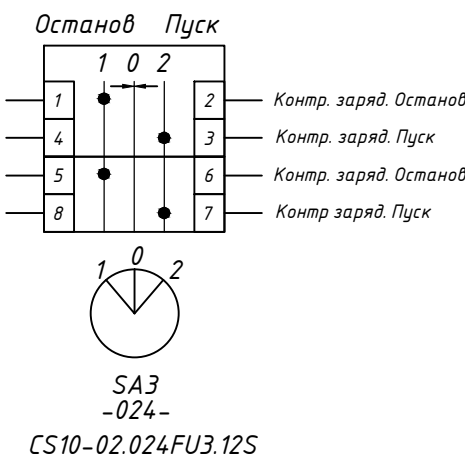 Останов Пуск
1 0 2
1 2 Контр. заряд. Останов
4 3 Контр. заряд. Пуск
5 6 Контр. заряд. Останов
8 7 Контр заряд. Пуск
1 0 2
SA3
-024-
CS10-02.024FU3.12S